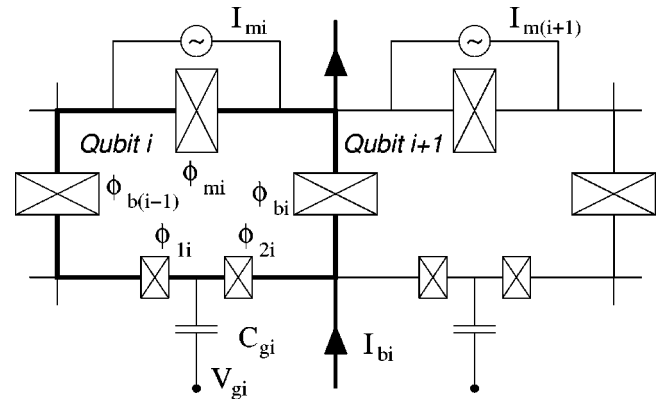 I_mi
I_m(i+1)
~
~
Qubit i
Qubit i+1
ϕ_mi
ϕ_b(i−1)
ϕ_bi
ϕ_1i
ϕ_2i
C_gi
I_bi
V_gi